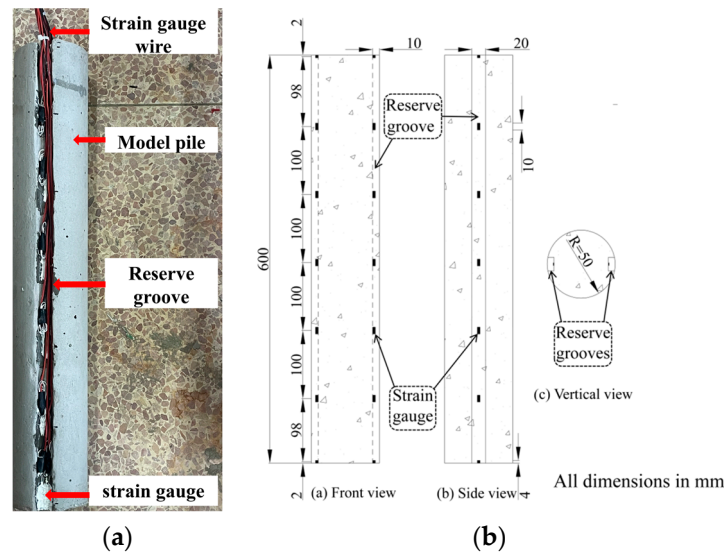 Strain gauge
wire
Model pile
Reserve
groove
strain gauge
(a)
2
10
20
98
100
100
100
100
98
2
600
Reserve
groove
10
Strain
gauge
4
(a) Front view
(b) Side view
R=50
Reserve
grooves
(c) Vertical view
All dimensions in mm
(b)